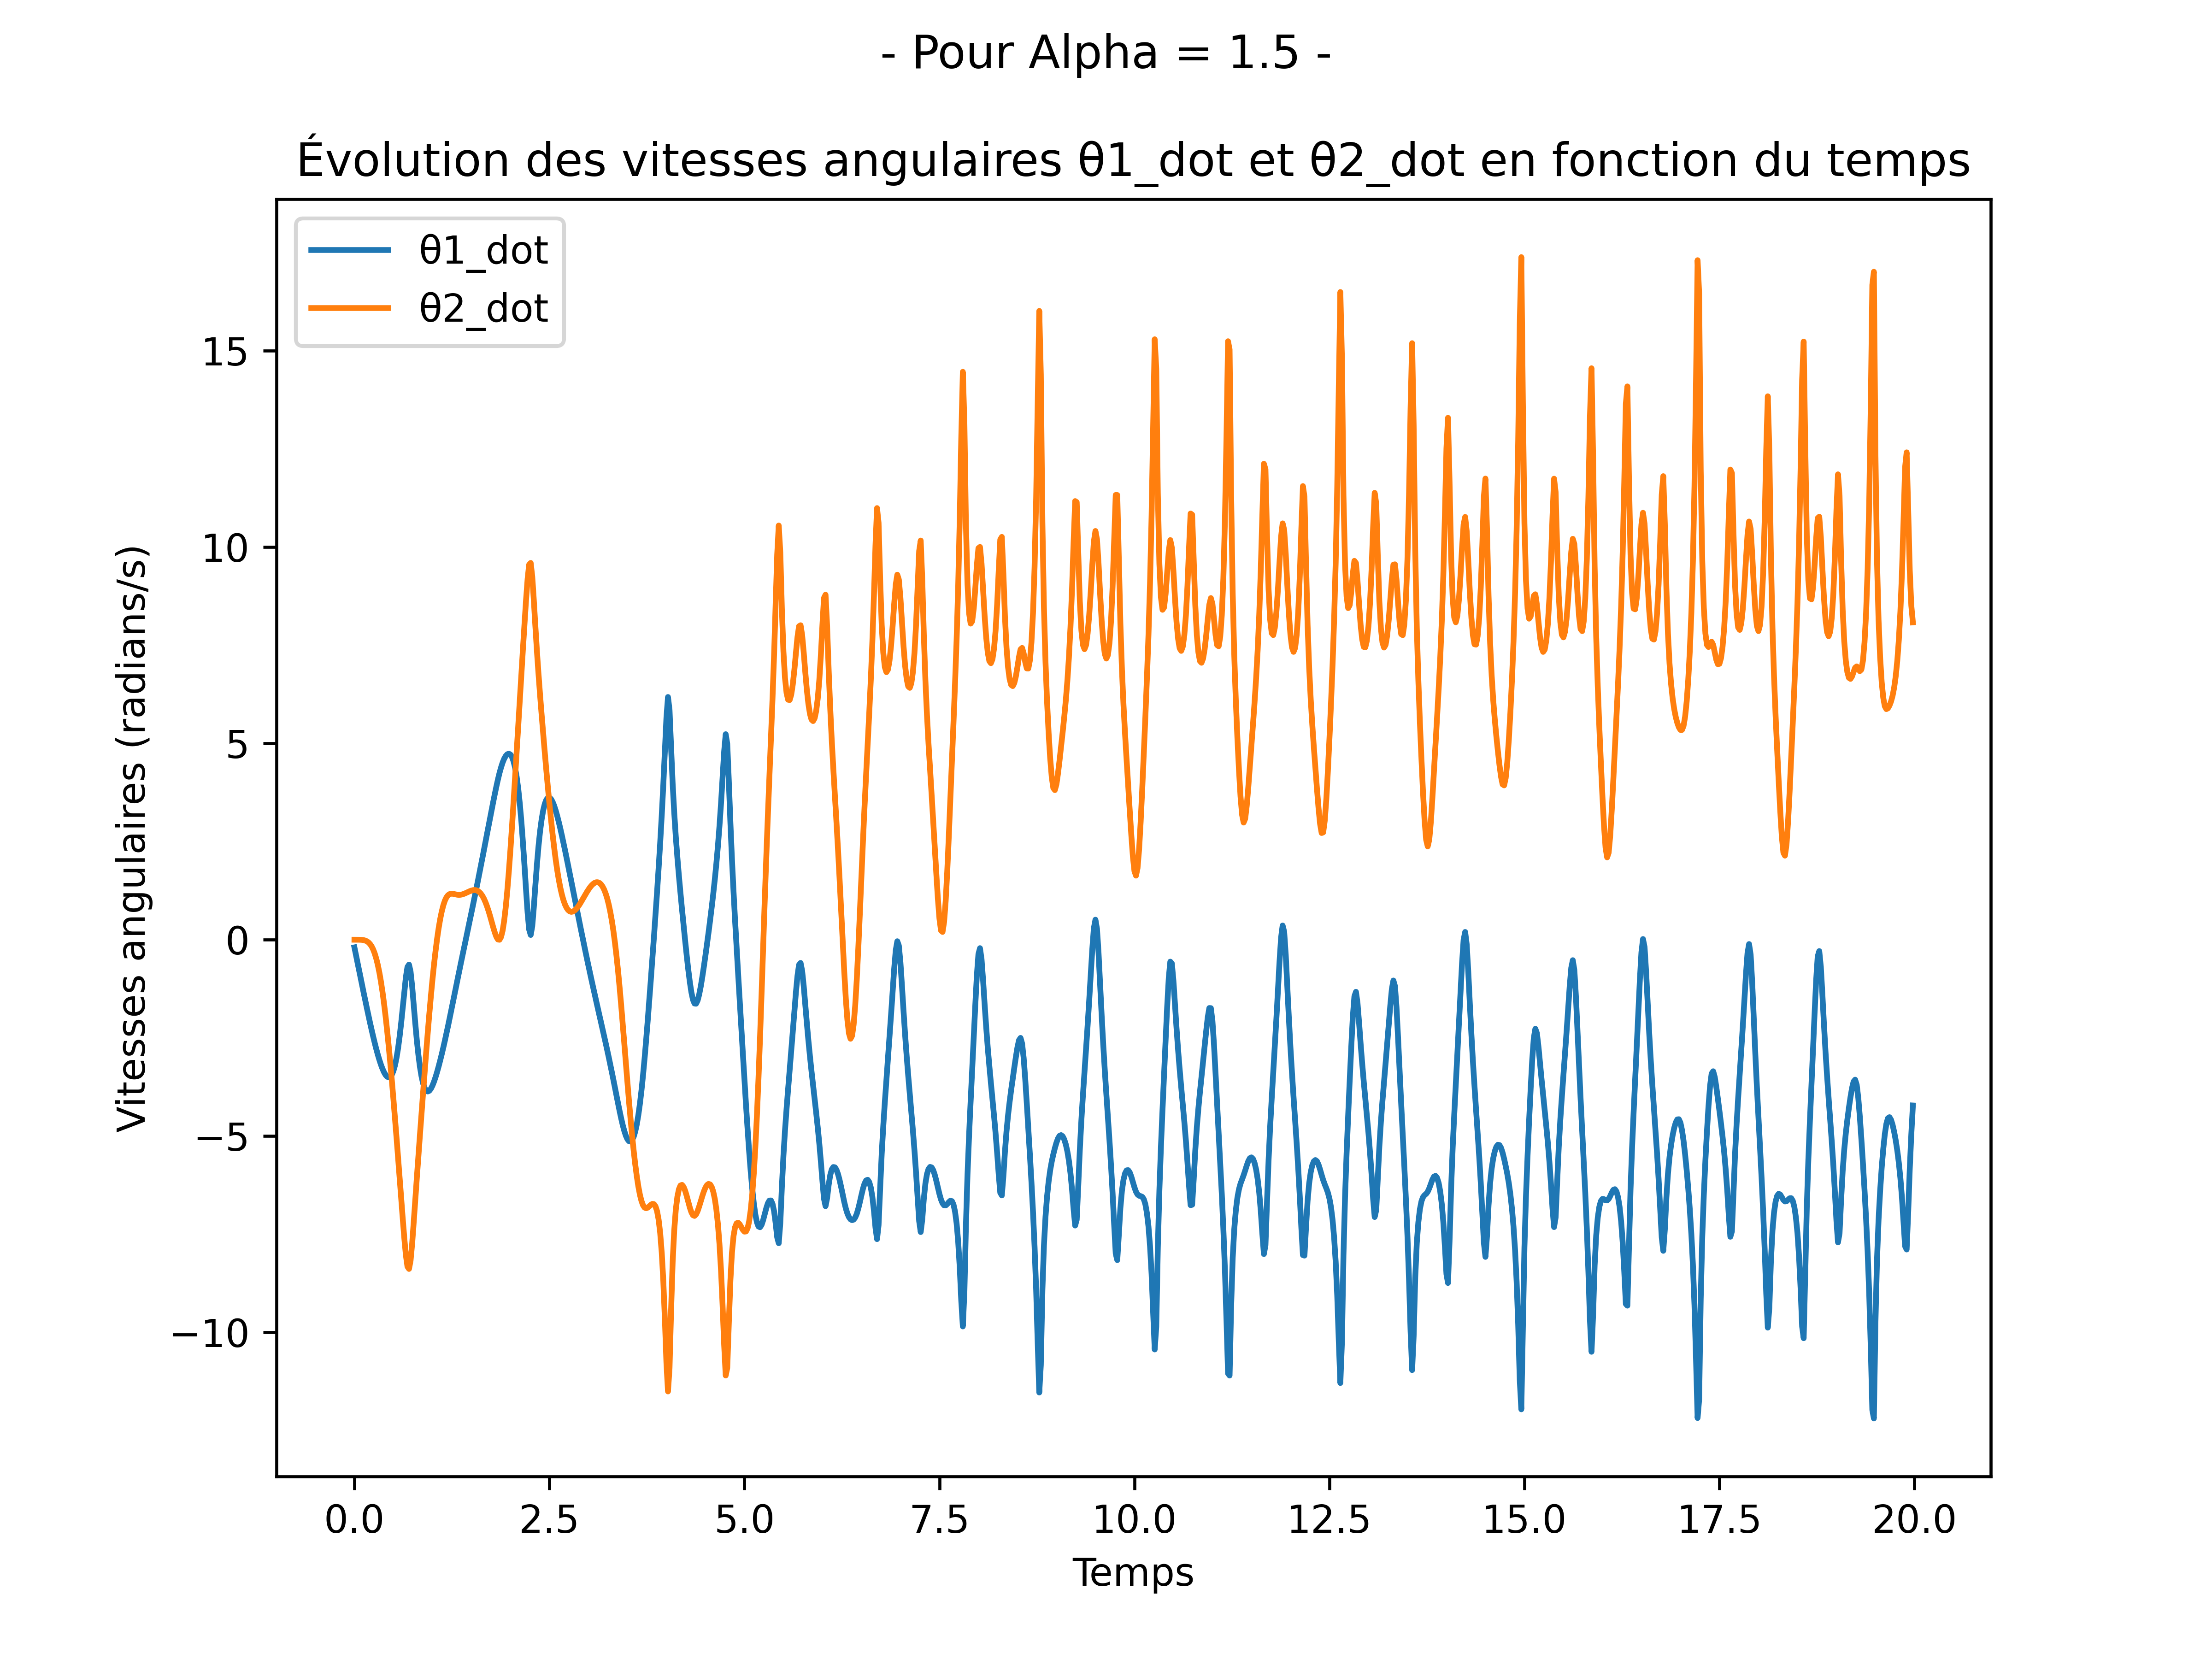 - Pour Alpha = 1.5 -
Évolution des vitesses angulaires θ1_dot et θ2_dot en fonction du temps
θ1_dot
θ2_dot
Vitesses angulaires (radians/s)
15
10
5
0
−5
−10
0.0 2.5 5.0 7.5 10.0 12.5 15.0 17.5 20.0
Temps